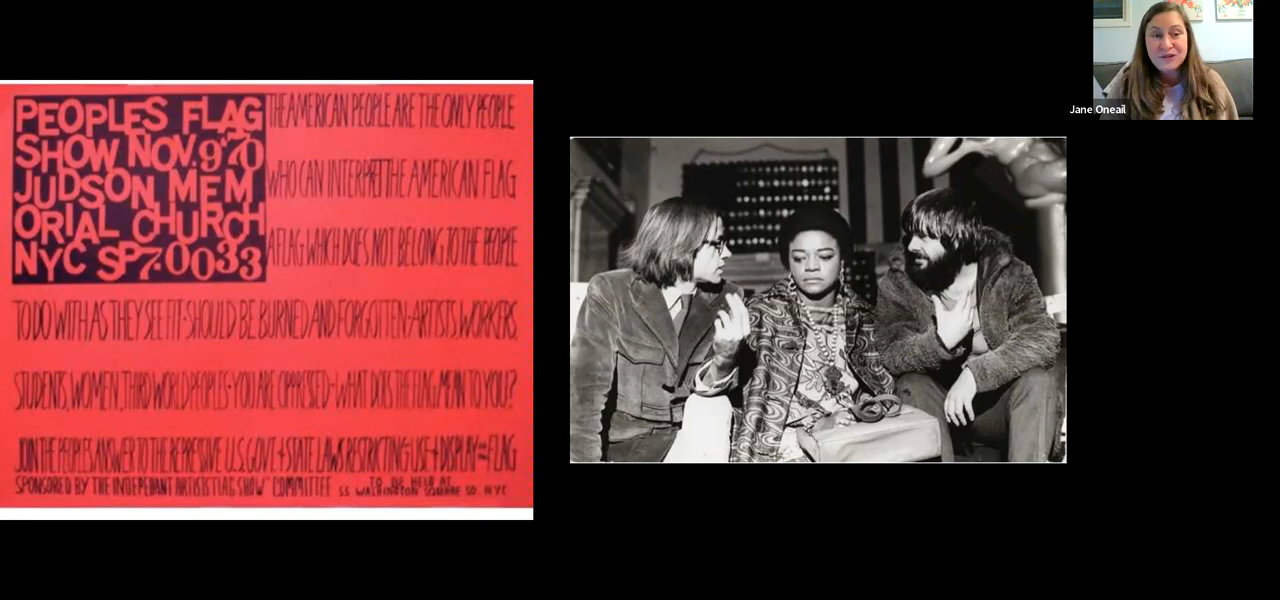 PEOPLES FLAG
SHOW NOV. 9 '70
JUDSON MEM
ORIAL CHURCH
NYC SP7-0033
THE AMERICAN PEOPLE ARE THE ONLY PEOPLE
WHO CAN INTERPRET THE AMERICAN FLAG
A FLAG WHICH DOES NOT BELONG TO THE PEOPLE
TO DO WITH AS THEY SEE FIT-SHOULD BE BURNED AND FORGOTTEN-ARTISTS, WORKERS,
STUDENTS, WOMEN, THIRD WORLD PEOPLES-YOU ARE OPPRESSED-WHAT DOES THE FLAG MEAN TO YOU?
JOIN THE PEOPLES ANSWER TO THE REPRESSIVE U.S. GOVT. + STATE LAWS RESTRICTING USE + DISPLAY OF FLAG
SPONSORED BY THE INDEPENDANT ARTISTS FLAG SHOW COMMITTEE TO BE HELD AT
55 WASHINGTON SQUARE SO. NYC
Jane Oneail